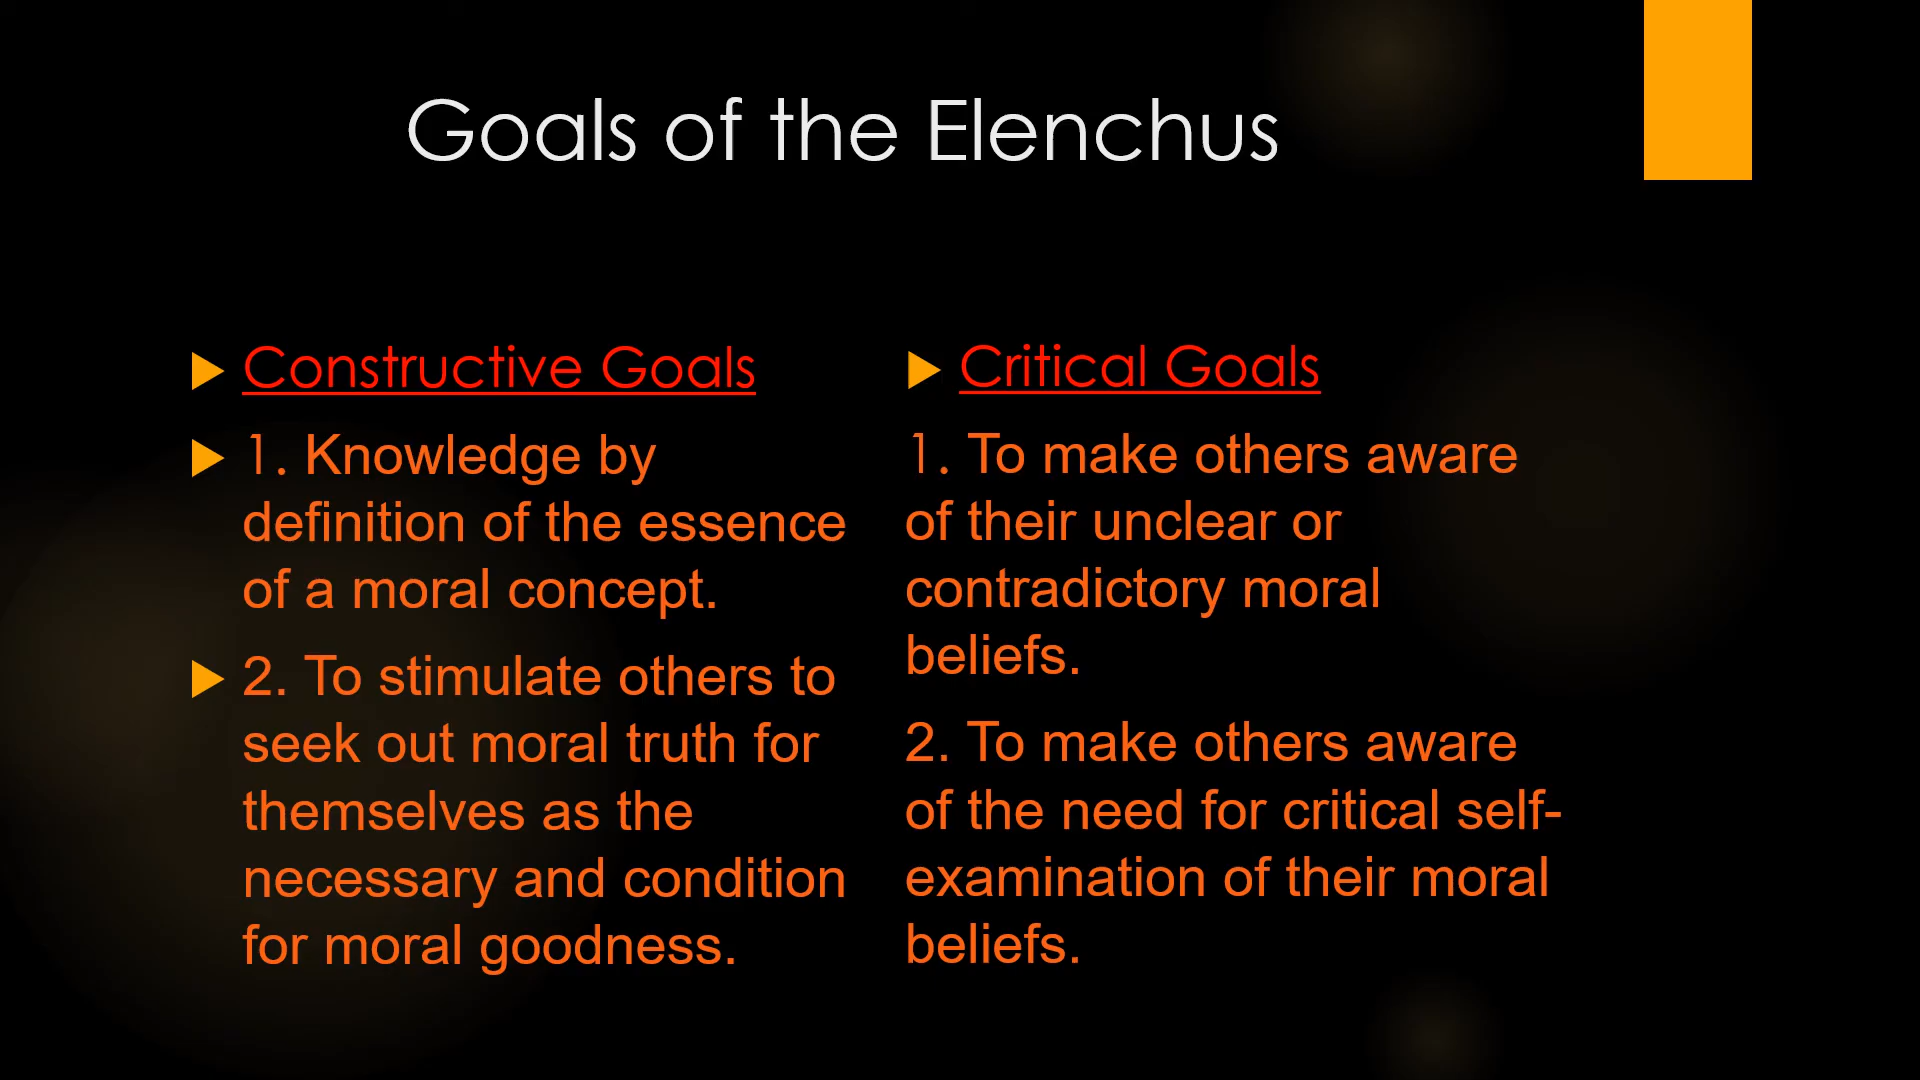 Goals of the Elenchus
Constructive Goals
1. Knowledge by
definition of the essence
of a moral concept.
2. To stimulate others to
seek out moral truth for
themselves as the
necessary and condition
for moral goodness.
Critical Goals
1. To make others aware
of their unclear or
contradictory moral
beliefs.
2. To make others aware
of the need for critical self-
examination of their moral
beliefs.